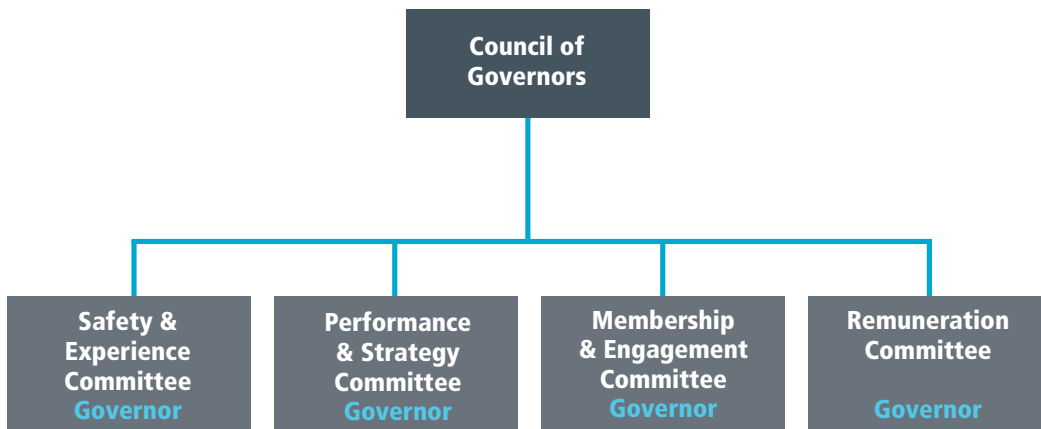 Council of
Governors
Safety &
Experience
Committee
Governor
Performance
& Strategy
Committee
Governor
Membership
& Engagement
Committee
Governor
Remuneration
Committee
Governor